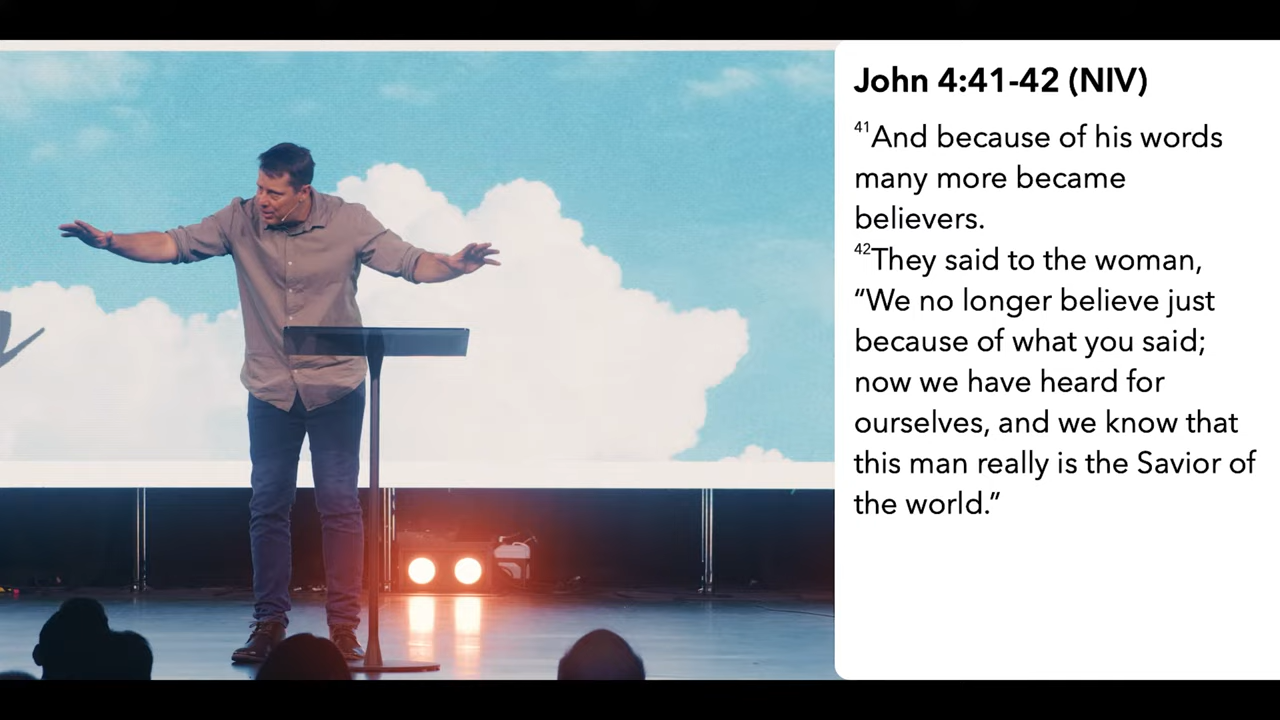 John 4:41-42 (NIV)
41And because of his words
many more became
believers.
42They said to the woman,
“We no longer believe just
because of what you said;
now we have heard for
ourselves, and we know that
this man really is the Savior of
the world.”